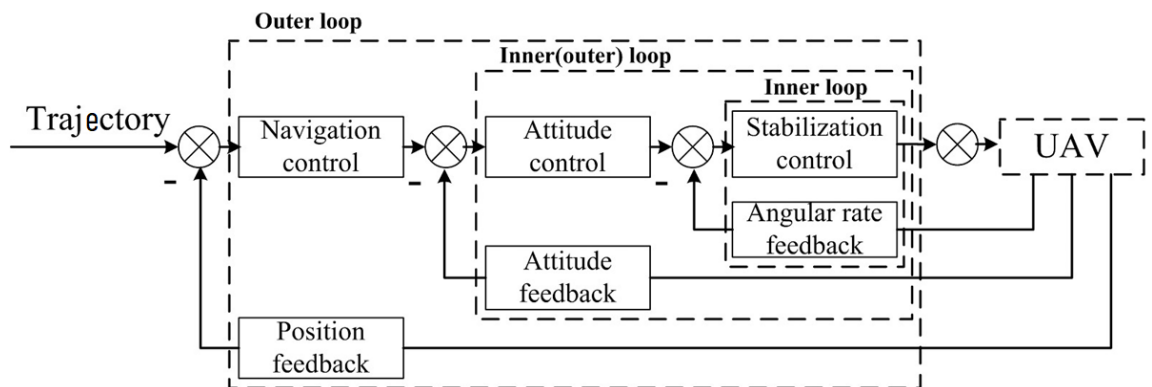 Outer loop
Inner(outer) loop
Inner loop
Trajectory
Navigation
control
Attitude
control
Stabilization
control
UAV
-
-
-
Angular rate
feedback
Attitude
feedback
Position
feedback